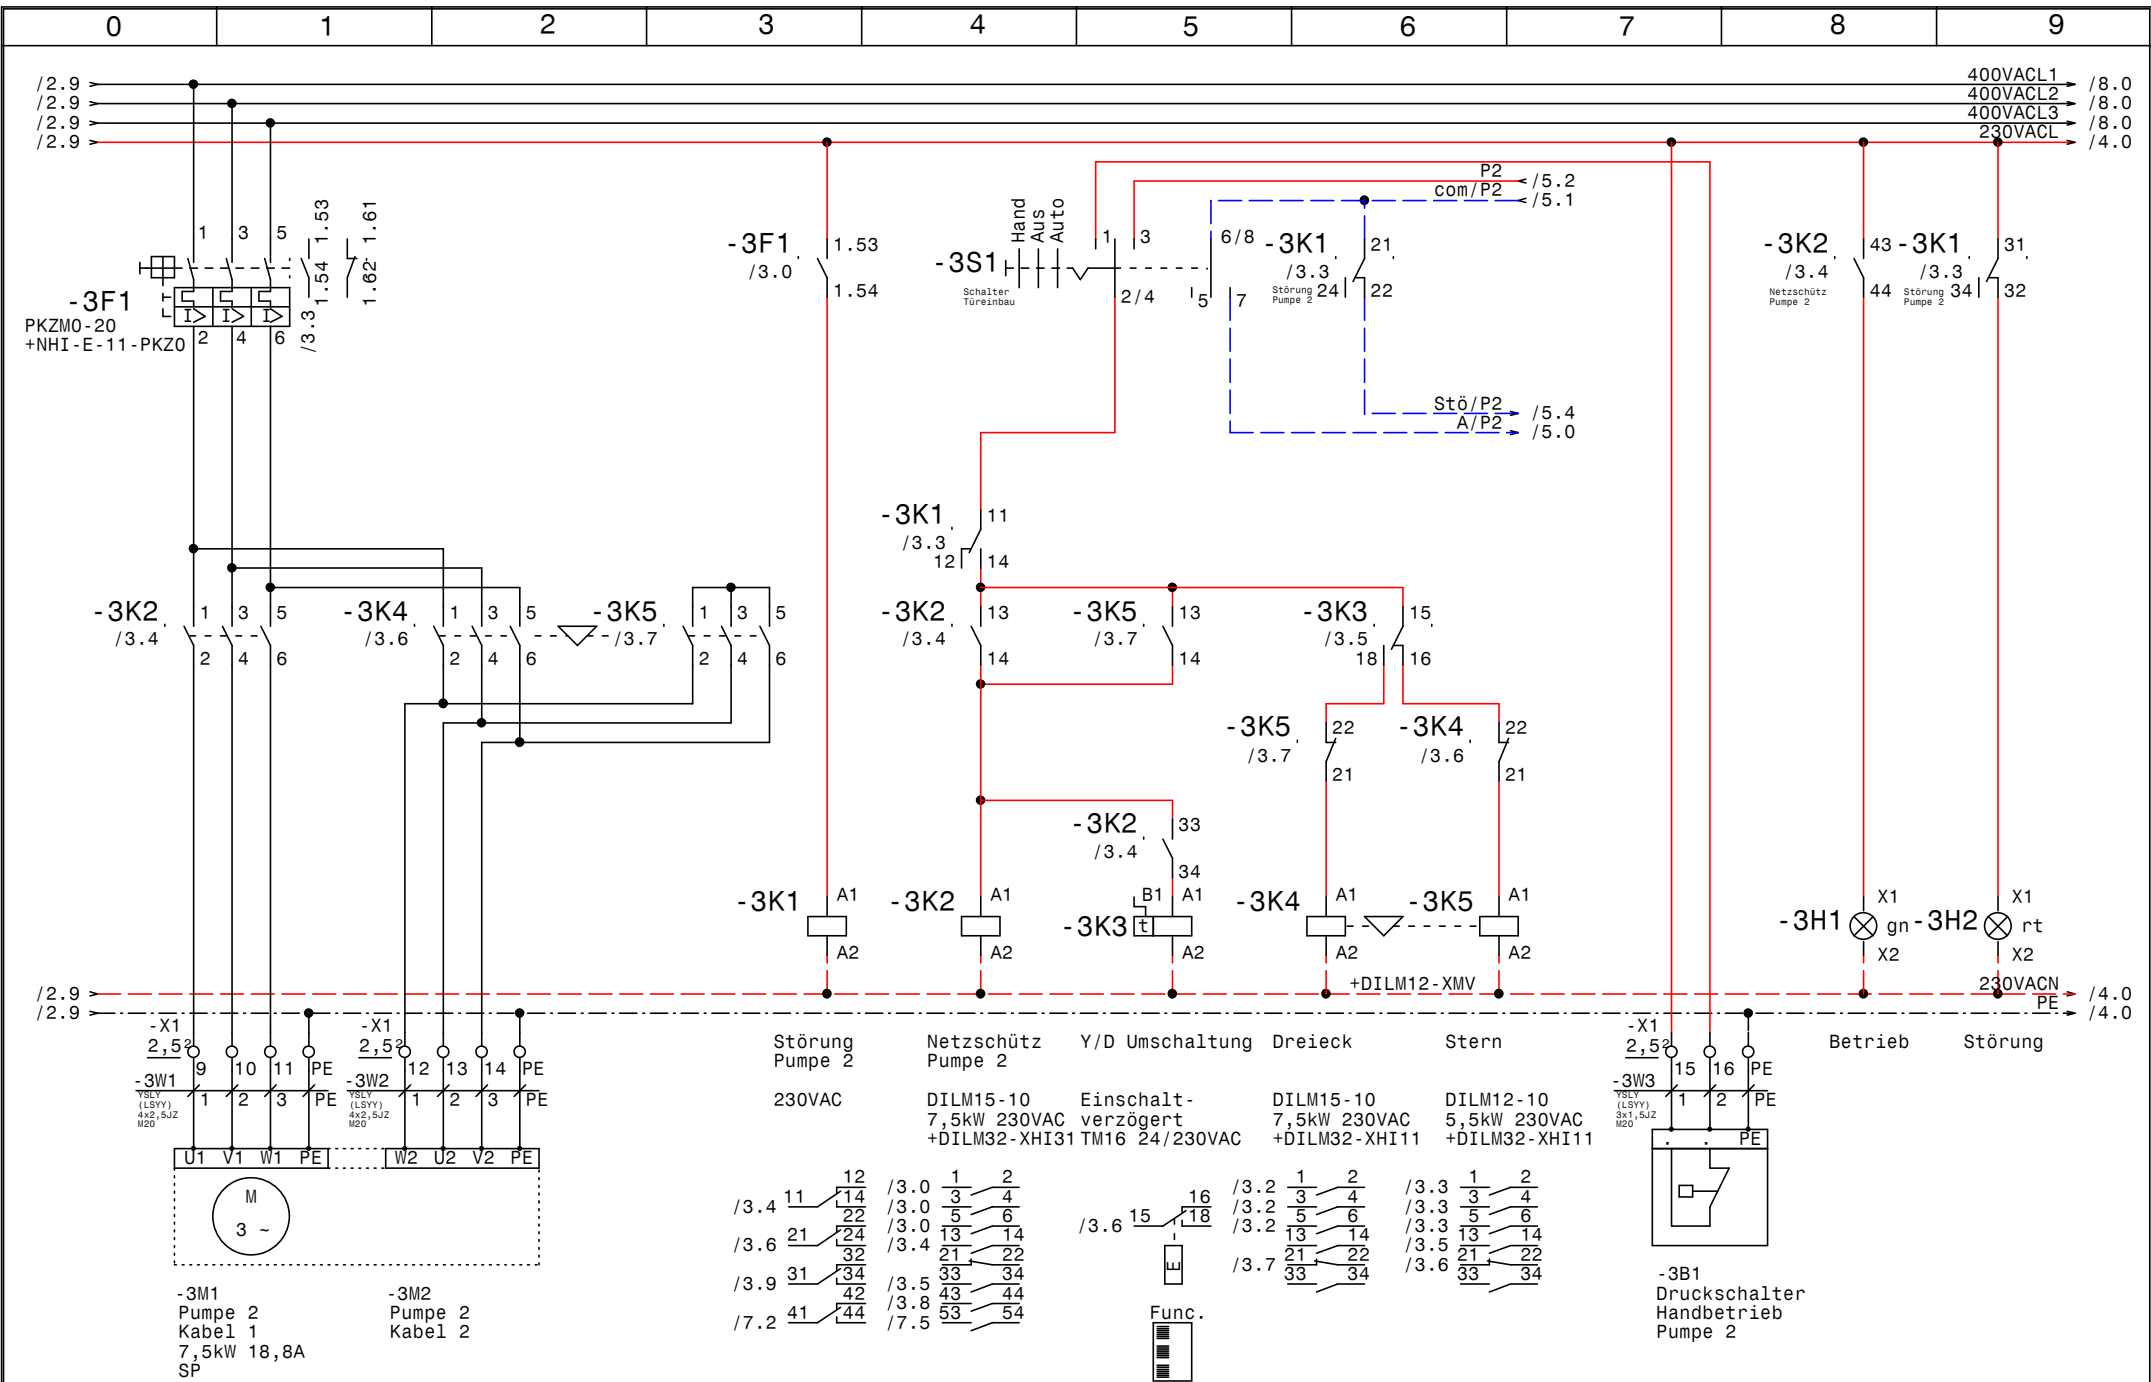 0 1 2 3 4 5 6 7 8 9
/2.9 400VACL1 /8.0
/2.9 400VACL2 /8.0
/2.9 400VACL3 /8.0
/2.9 230VACL /4.0
P2 /5.2
com/P2 /5.1
1 3 5 1.53 1.61
1.54 1.62
-3F1
/3.3
PKZMO-20
+NHI-E-11-PKZ0
2 4 6
-3F1 1.53
/3.0
1.54
Hand
Aus
Auto
-3S1
Schalter
Türeinbau
1 3 6/8
2/4 5 7
-3K1 21
/3.3
Störung
Pumpe 2
24 22
-3K2 43
/3.4
Netzschütz
Pumpe 2
44
-3K1 31
/3.3
Störung
Pumpe 2
34 32
Stö/P2 /5.4
A/P2 /5.0
-3K1 11
/3.3
12 14
-3K2 1 3 5
/3.4
2 4 6
-3K4 1 3 5
/3.6
2 4 6
-3K5 1 3 5
/3.7
2 4 6
-3K2 13
/3.4
14
-3K5 13
/3.7
14
-3K3 15
/3.5
18 16
-3K5 22
/3.7
21
-3K4 22
/3.6
21
-3K2 33
/3.4
34
-3K1 A1
A2
-3K2 A1
A2
-3K3 B1 A1
t
A2
-3K4 A1
A2
-3K5 A1
A2
-3H1 X1
gn
X2
-3H2 X1
rt
X2
+DILM12-XMV
/2.9 230VACN /4.0
/2.9 PE /4.0
-X1
2,5²
9 10 11 PE
-3W1
YSLY
(LSYY)
4x2,5JZ
M20
1 2 3 PE
U1 V1 W1 PE
M
3 ~
-X1
2,5²
12 13 14 PE
-3W2
YSLY
(LSYY)
4x2,5JZ
M20
1 2 3 PE
W2 U2 V2 PE
-3M1
Pumpe 2
Kabel 1
7,5kW 18,8A
SP
-3M2
Pumpe 2
Kabel 2
Störung
Pumpe 2
230VAC
Netzschütz
Pumpe 2
DILM15-10
7,5kW 230VAC
+DILM32-XHI31
Y/D Umschaltung
Einschalt-
verzögert
TM16 24/230VAC
Dreieck
DILM15-10
7,5kW 230VAC
+DILM32-XHI11
Stern
DILM12-10
5,5kW 230VAC
+DILM32-XHI11
Betrieb
Störung
12
/3.4 11 14
22
/3.6 21 24
32
/3.9 31 34
42
/7.2 41 44
/3.0 1 2
/3.0 3 4
/3.0 5 6
/3.4 13 14
21 22
/3.5 33 34
/3.8 43 44
/7.5 53 54
16
/3.6 15 18
E
Func.
/3.2 1 2
/3.2 3 4
/3.2 5 6
13 14
/3.7 21 22
33 34
/3.3 1 2
/3.3 3 4
/3.3 5 6
/3.5 13 14
/3.6 21 22
33 34
-X1
2,5²
15 16 PE
-3W3
YSLY
(LSYY)
3x1,5JZ
M20
1 2 PE
. . PE
-3B1
Druckschalter
Handbetrieb
Pumpe 2